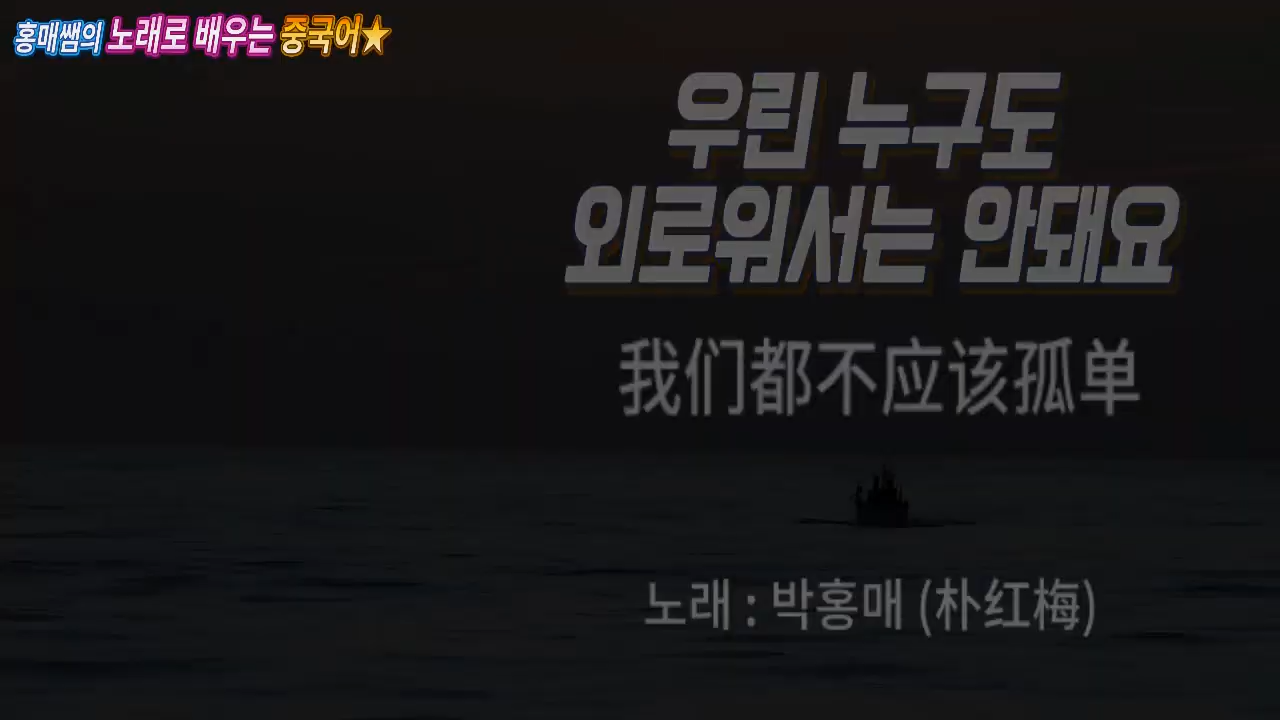 홍매쌤의 노래로 배우는 중국어★
우린 누구도
외로워서는 안돼요
我们都不应该孤单
노래 : 박홍매 (朴红梅)